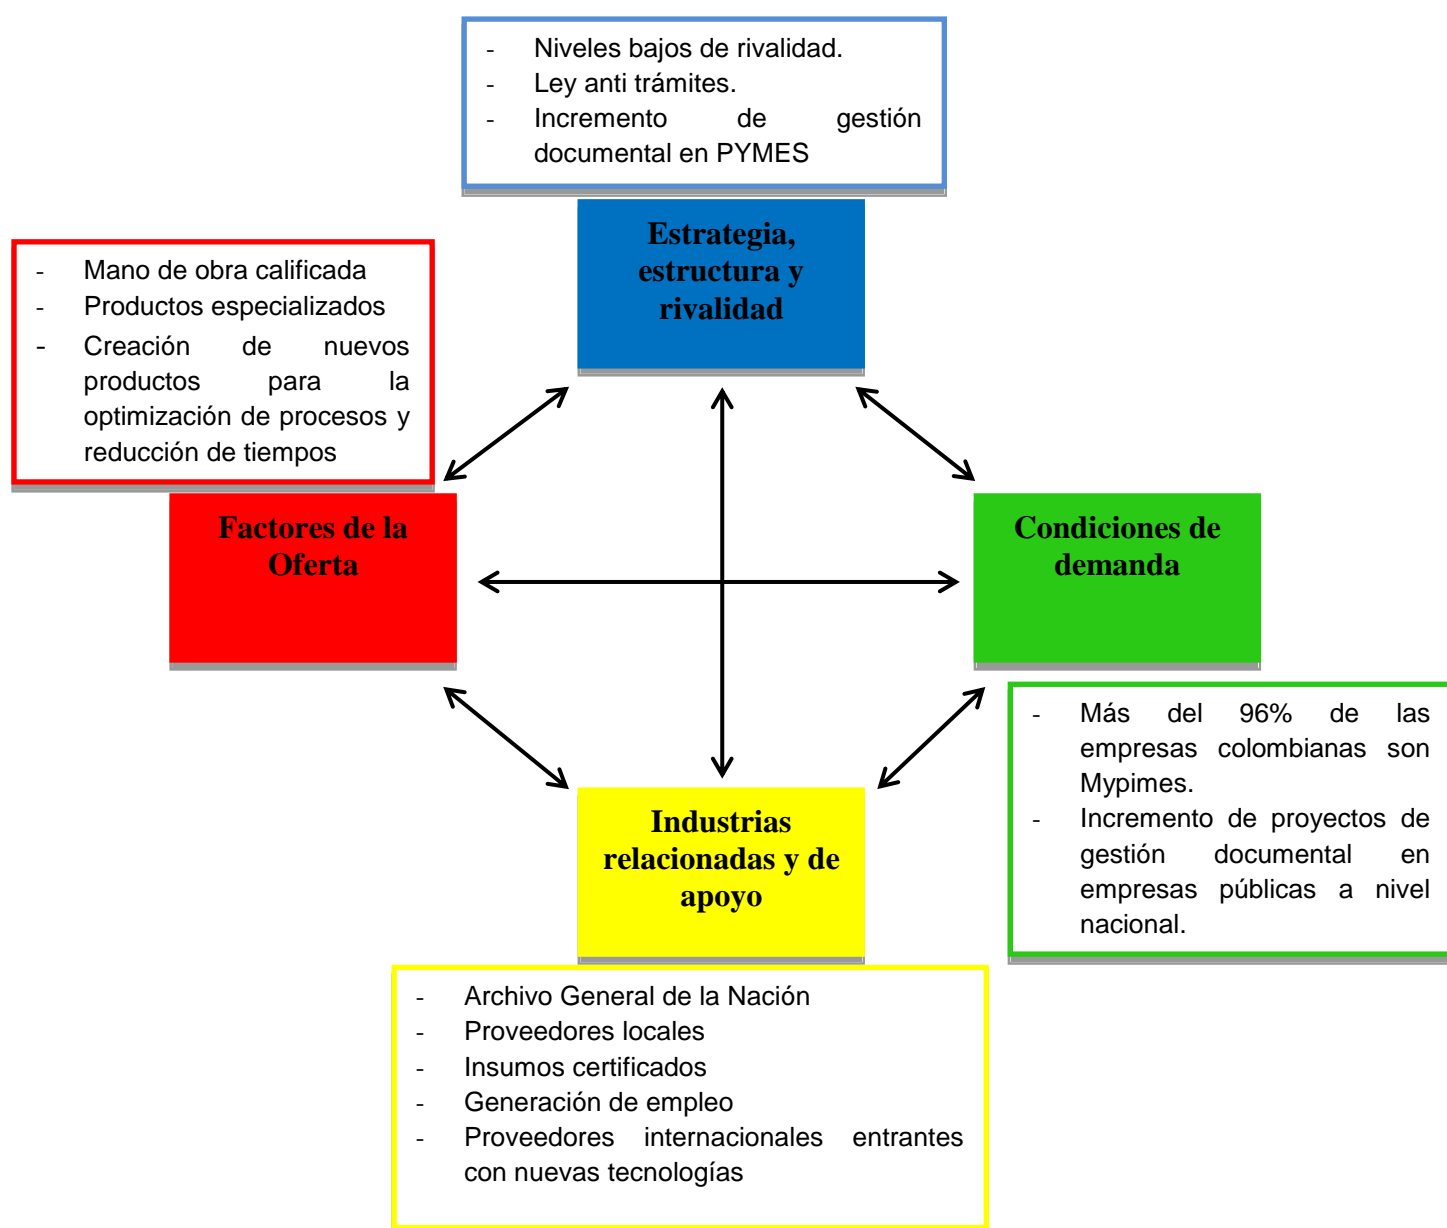 - Niveles bajos de rivalidad.
- Ley anti trámites.
- Incremento de gestión
documental en PYMES
Estrategia,
estructura y
rivalidad
- Mano de obra calificada
- Productos especializados
- Creación de nuevos
productos para la
optimización de procesos y
reducción de tiempos
Factores de la
Oferta
Condiciones de
demanda
- Más del 96% de las
empresas colombianas son
Mypimes.
- Incremento de proyectos de
gestión documental en
empresas públicas a nivel
nacional.
Industrias
relacionadas y de
apoyo
- Archivo General de la Nación
- Proveedores locales
- Insumos certificados
- Generación de empleo
- Proveedores internacionales entrantes
con nuevas tecnologías